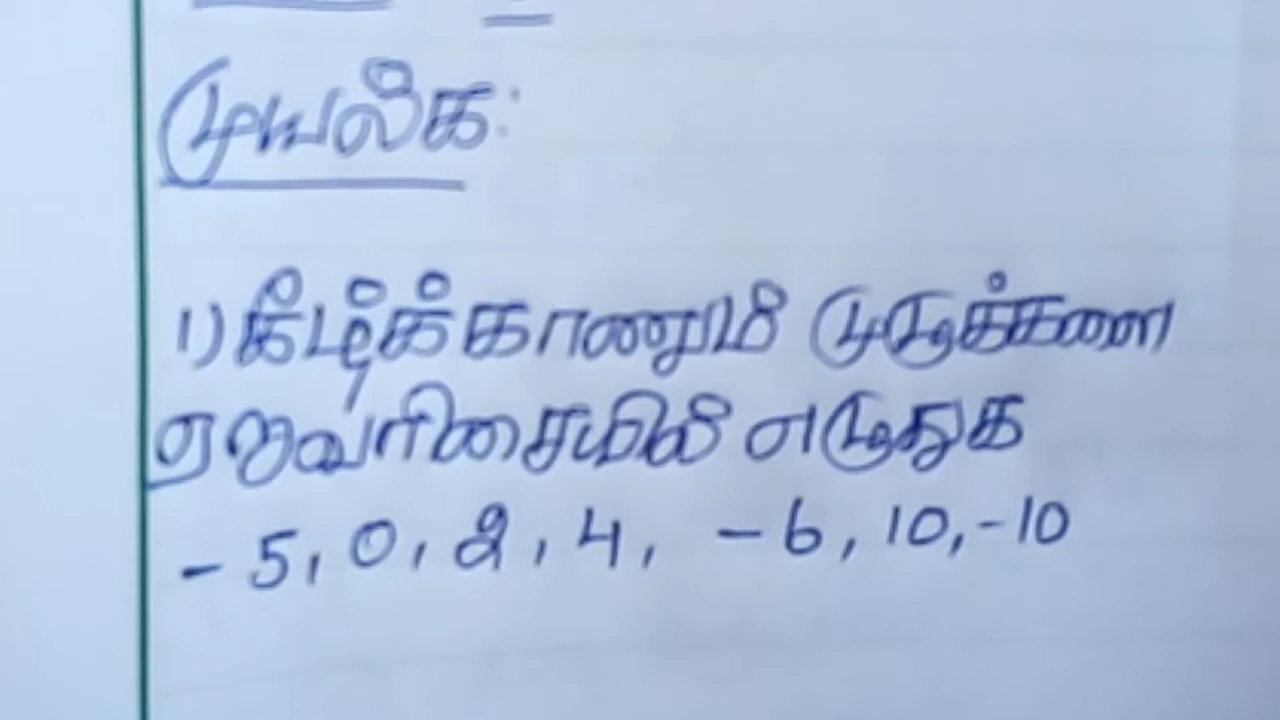 முயல்க:
1) கீழ்க்காணும் முழுக்களை
ஏறுவரிசையில் எழுதுக
- 5, 0, 2, 4, - 6, 10, -10